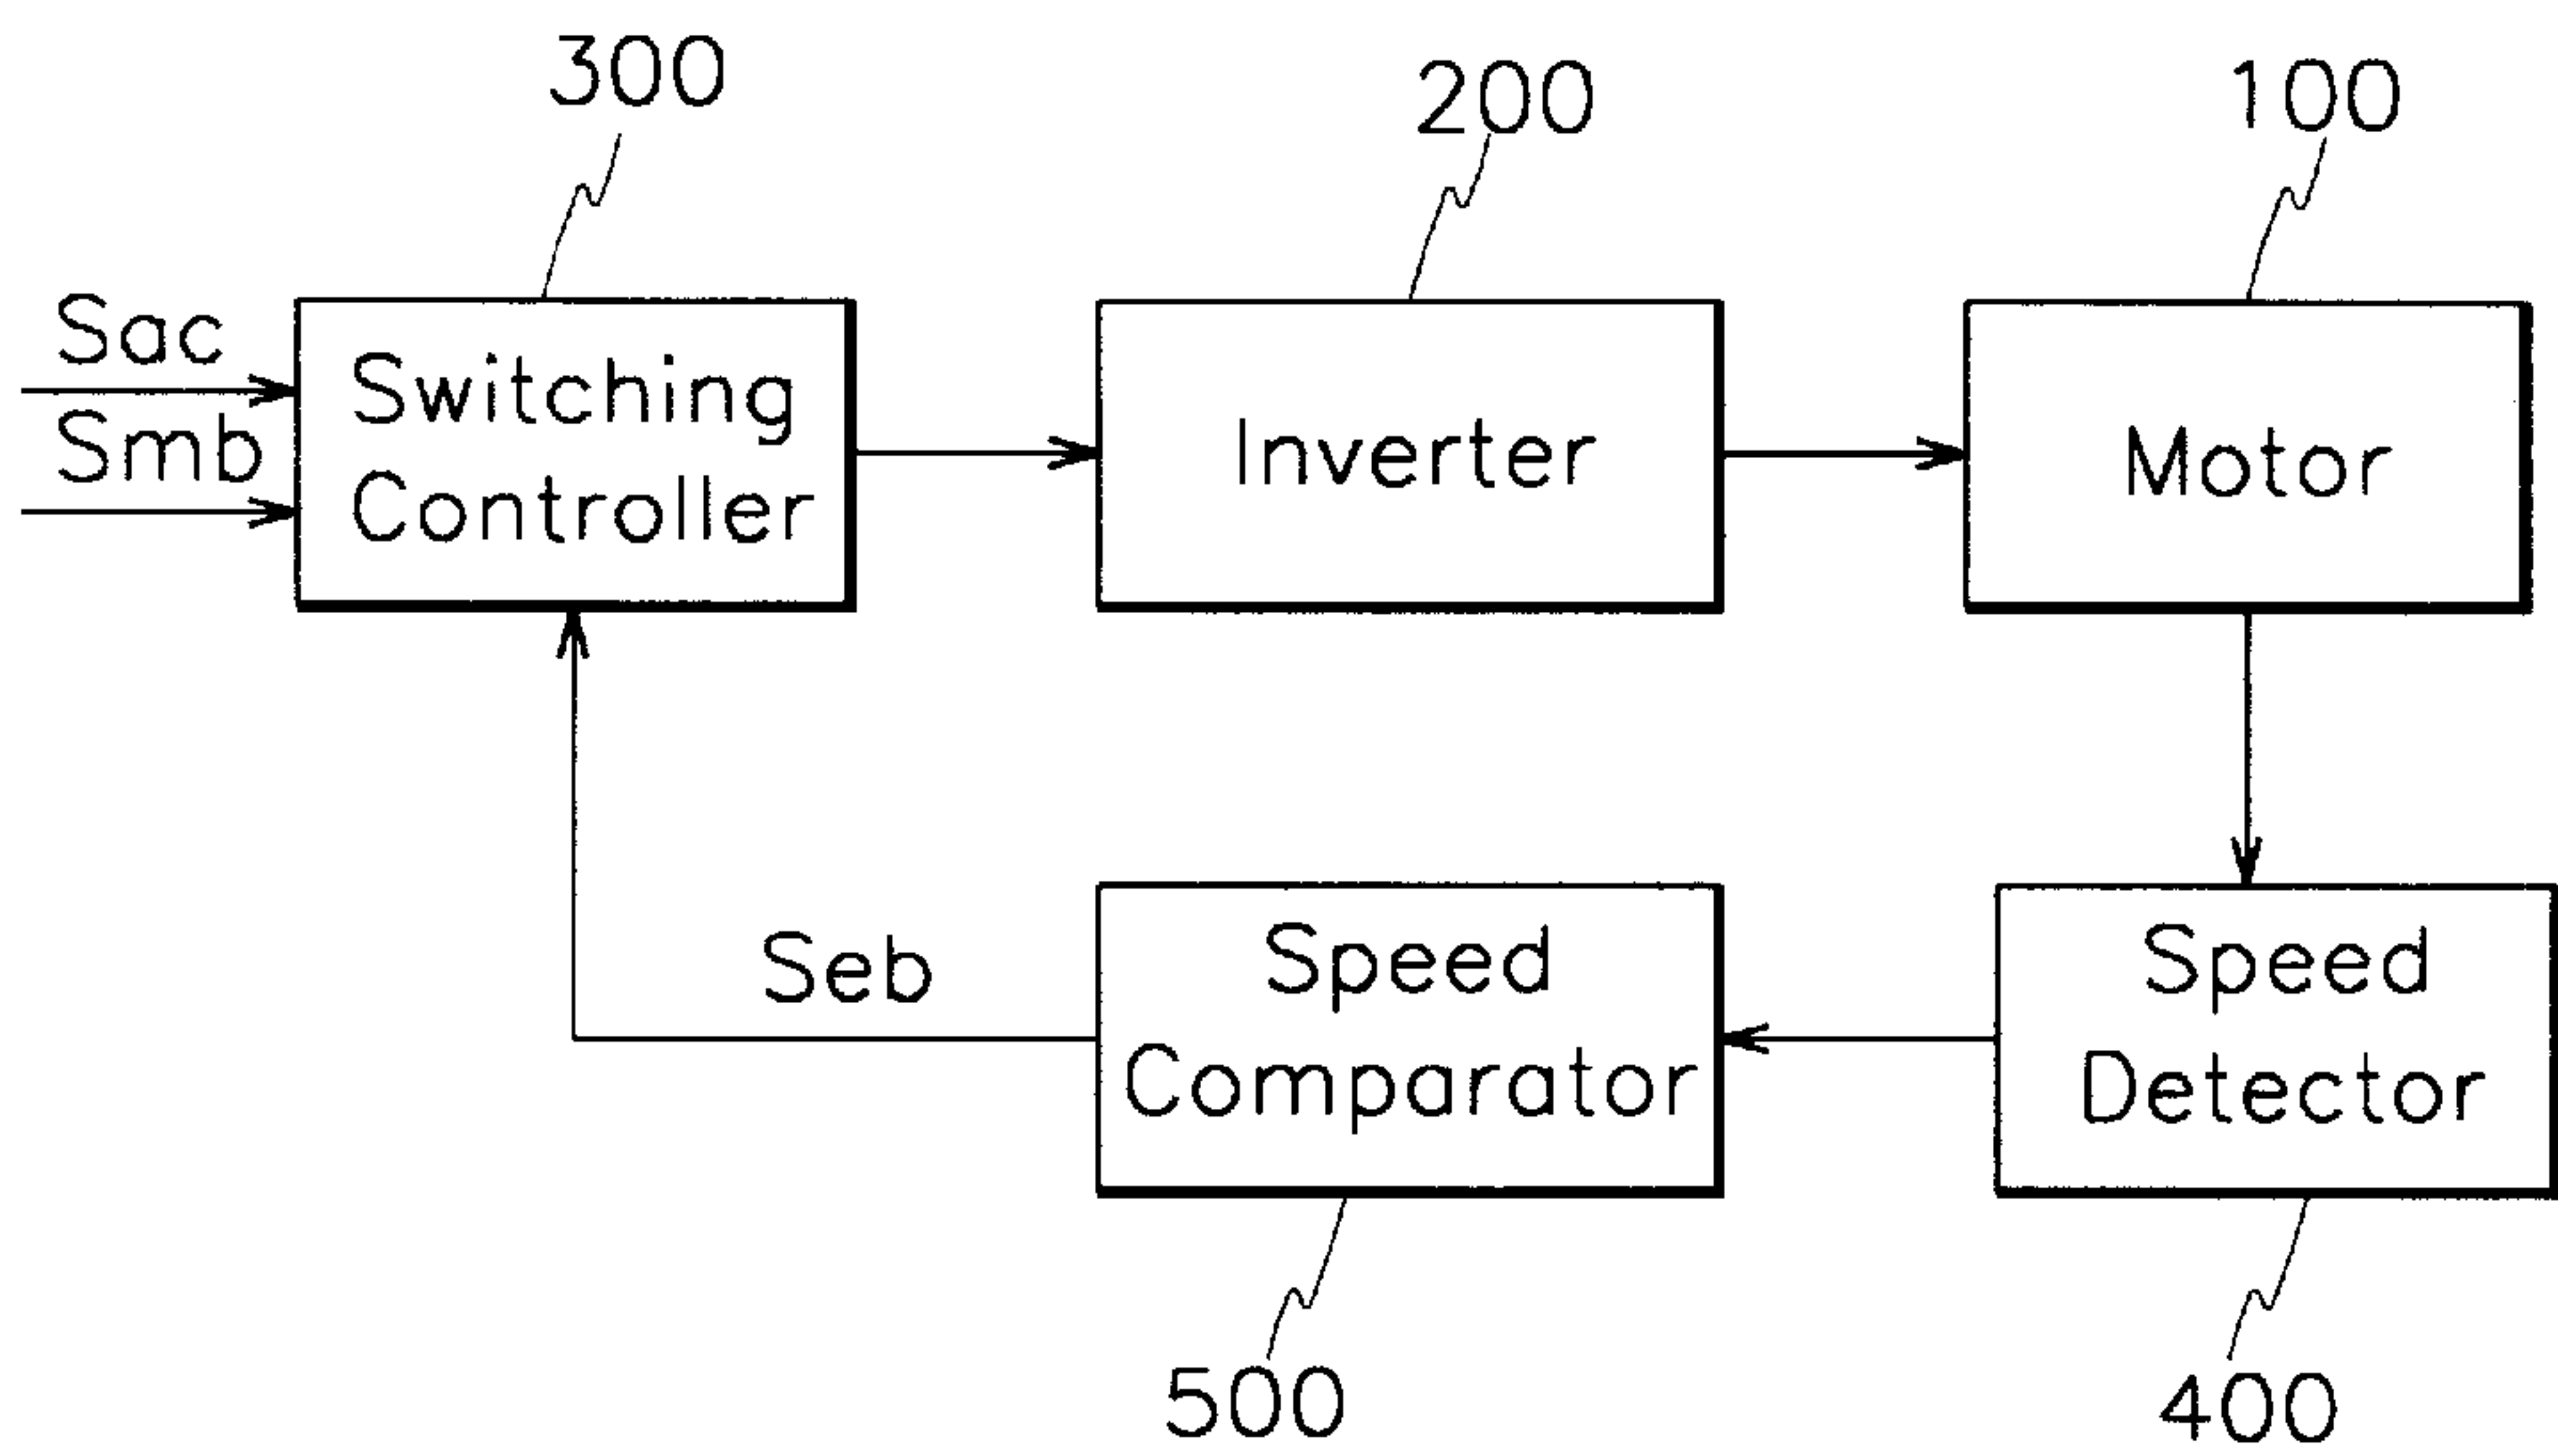 300
200
100
Sac
Smb
Switching
Controller
Inverter
Motor
Seb
Speed
Comparator
Speed
Detector
500
400